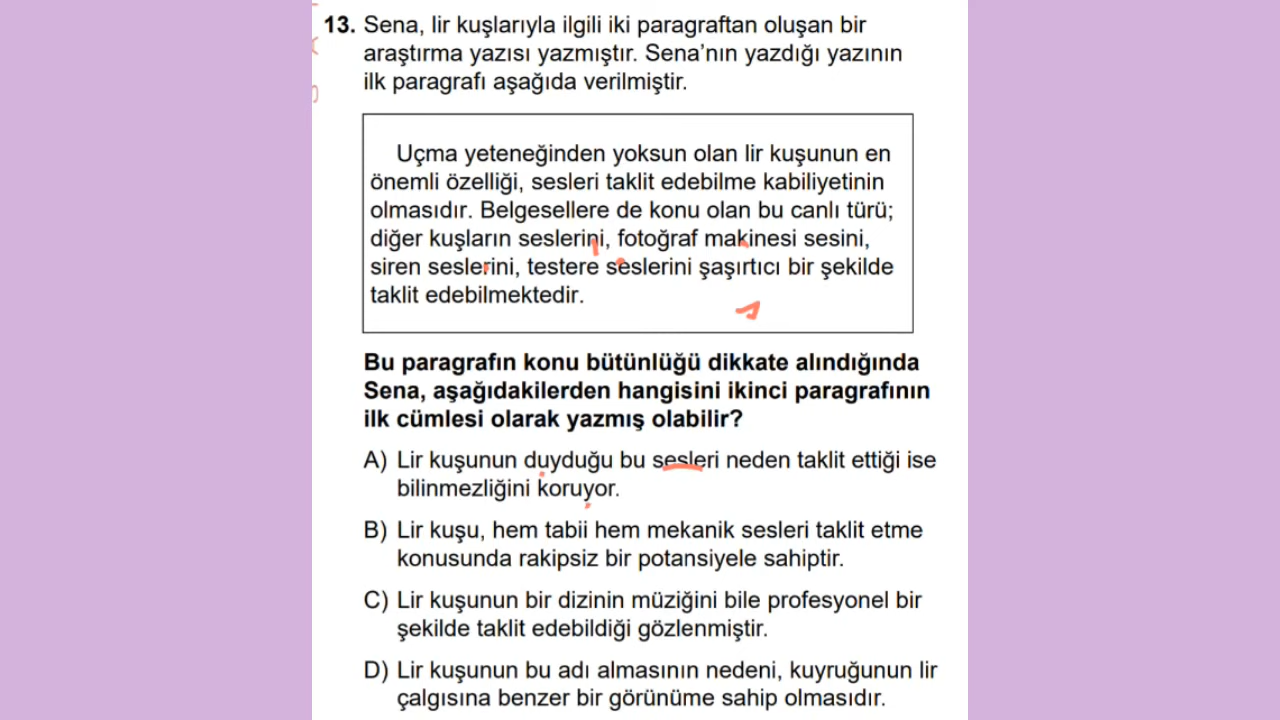 13. Sena, lir kuşlarıyla ilgili iki paragraftan oluşan bir
araştırma yazısı yazmıştır. Sena’nın yazdığı yazının
ilk paragrafı aşağıda verilmiştir.
Uçma yeteneğinden yoksun olan lir kuşunun en
önemli özelliği, sesleri taklit edebilme kabiliyetinin
olmasıdır. Belgesellere de konu olan bu canlı türü;
diğer kuşların seslerini, fotoğraf makinesi sesini,
siren seslerini, testere seslerini şaşırtıcı bir şekilde
taklit edebilmektedir.
Bu paragrafın konu bütünlüğü dikkate alındığında
Sena, aşağıdakilerden hangisini ikinci paragrafının
ilk cümlesi olarak yazmış olabilir?
A) Lir kuşunun duyduğu bu sesleri neden taklit ettiği ise
bilinmezliğini koruyor.
B) Lir kuşu, hem tabii hem mekanik sesleri taklit etme
konusunda rakipsiz bir potansiyele sahiptir.
C) Lir kuşunun bir dizinin müziğini bile profesyonel bir
şekilde taklit edebildiği gözlenmiştir.
D) Lir kuşunun bu adı almasının nedeni, kuyruğunun lir
çalgısına benzer bir görünüme sahip olmasıdır.